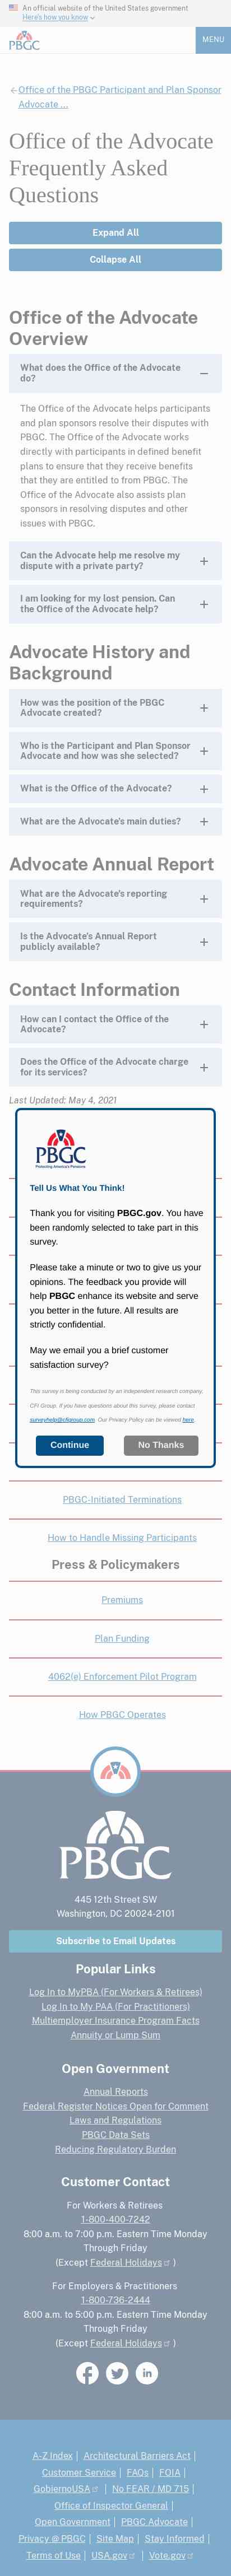 An official website of the United States government
Here's how you know
PBGC
MENU
Office of the PBGC Participant and Plan Sponsor
Advocate ...
Office of the Advocate
Frequently Asked
Questions
Expand All
Collapse All
Office of the Advocate
Overview
What does the Office of the Advocate
do?
The Office of the Advocate helps participants
and plan sponsors resolve their disputes with
PBGC. The Office of the Advocate works
directly with participants of defined benefit
plans to ensure that they receive benefits
that they are entitled to from PBGC. The
Office of the Advocate also assists plan
sponsors in resolving disputes and other
issues with PBGC.
Can the Advocate help me resolve my
dispute with a private party?
I am looking for my lost pension. Can
the Office of the Advocate help?
Advocate History and
Background
How was the position of the PBGC
Advocate created?
Who is the Participant and Plan Sponsor
Advocate and how was she selected?
What is the Office of the Advocate?
What are the Advocate's main duties?
Advocate Annual Report
What are the Advocate's reporting
requirements?
Is the Advocate's Annual Report
publicly available?
Contact Information
How can I contact the Office of the
Advocate?
Does the Office of the Advocate charge
for its services?
Last Updated: May 4, 2021
PBGC
Protecting America's Pensions
Tell Us What You Think!
Thank you for visiting PBGC.gov. You have
been randomly selected to take part in this
survey.
Please take a minute or two to give us your
opinions. The feedback you provide will
help PBGC enhance its website and serve
you better in the future. All results are
strictly confidential.
May we email you a brief customer
satisfaction survey?
This survey is being conducted by an independent research company,
CFI Group. If you have questions about this survey, please contact
surveyhelp@cfigroup.com. Our Privacy Policy can be viewed here.
Continue
No Thanks
PBGC-Initiated Terminations
How to Handle Missing Participants
Press & Policymakers
Premiums
Plan Funding
4062(e) Enforcement Pilot Program
How PBGC Operates
PBGC
445 12th Street SW
Washington, DC 20024-2101
Subscribe to Email Updates
Popular Links
Log In to MyPBA (For Workers & Retirees)
Log In to My PAA (For Practitioners)
Multiemployer Insurance Program Facts
Annuity or Lump Sum
Open Government
Annual Reports
Federal Register Notices Open for Comment
Laws and Regulations
PBGC Data Sets
Reducing Regulatory Burden
Customer Contact
For Workers & Retirees
1-800-400-7242
8:00 a.m. to 7:00 p.m. Eastern Time Monday
Through Friday
(Except Federal Holidays )
For Employers & Practitioners
1-800-736-2444
8:00 a.m. to 5:00 p.m. Eastern Time Monday
Through Friday
(Except Federal Holidays )
A-Z Index | Architectural Barriers Act |
Customer Service | FAQs | FOIA |
GobiernoUSA | No FEAR / MD 715 |
Office of Inspector General |
Open Government | PBGC Advocate |
Privacy @ PBGC | Site Map | Stay Informed |
Terms of Use | USA.gov | Vote.gov